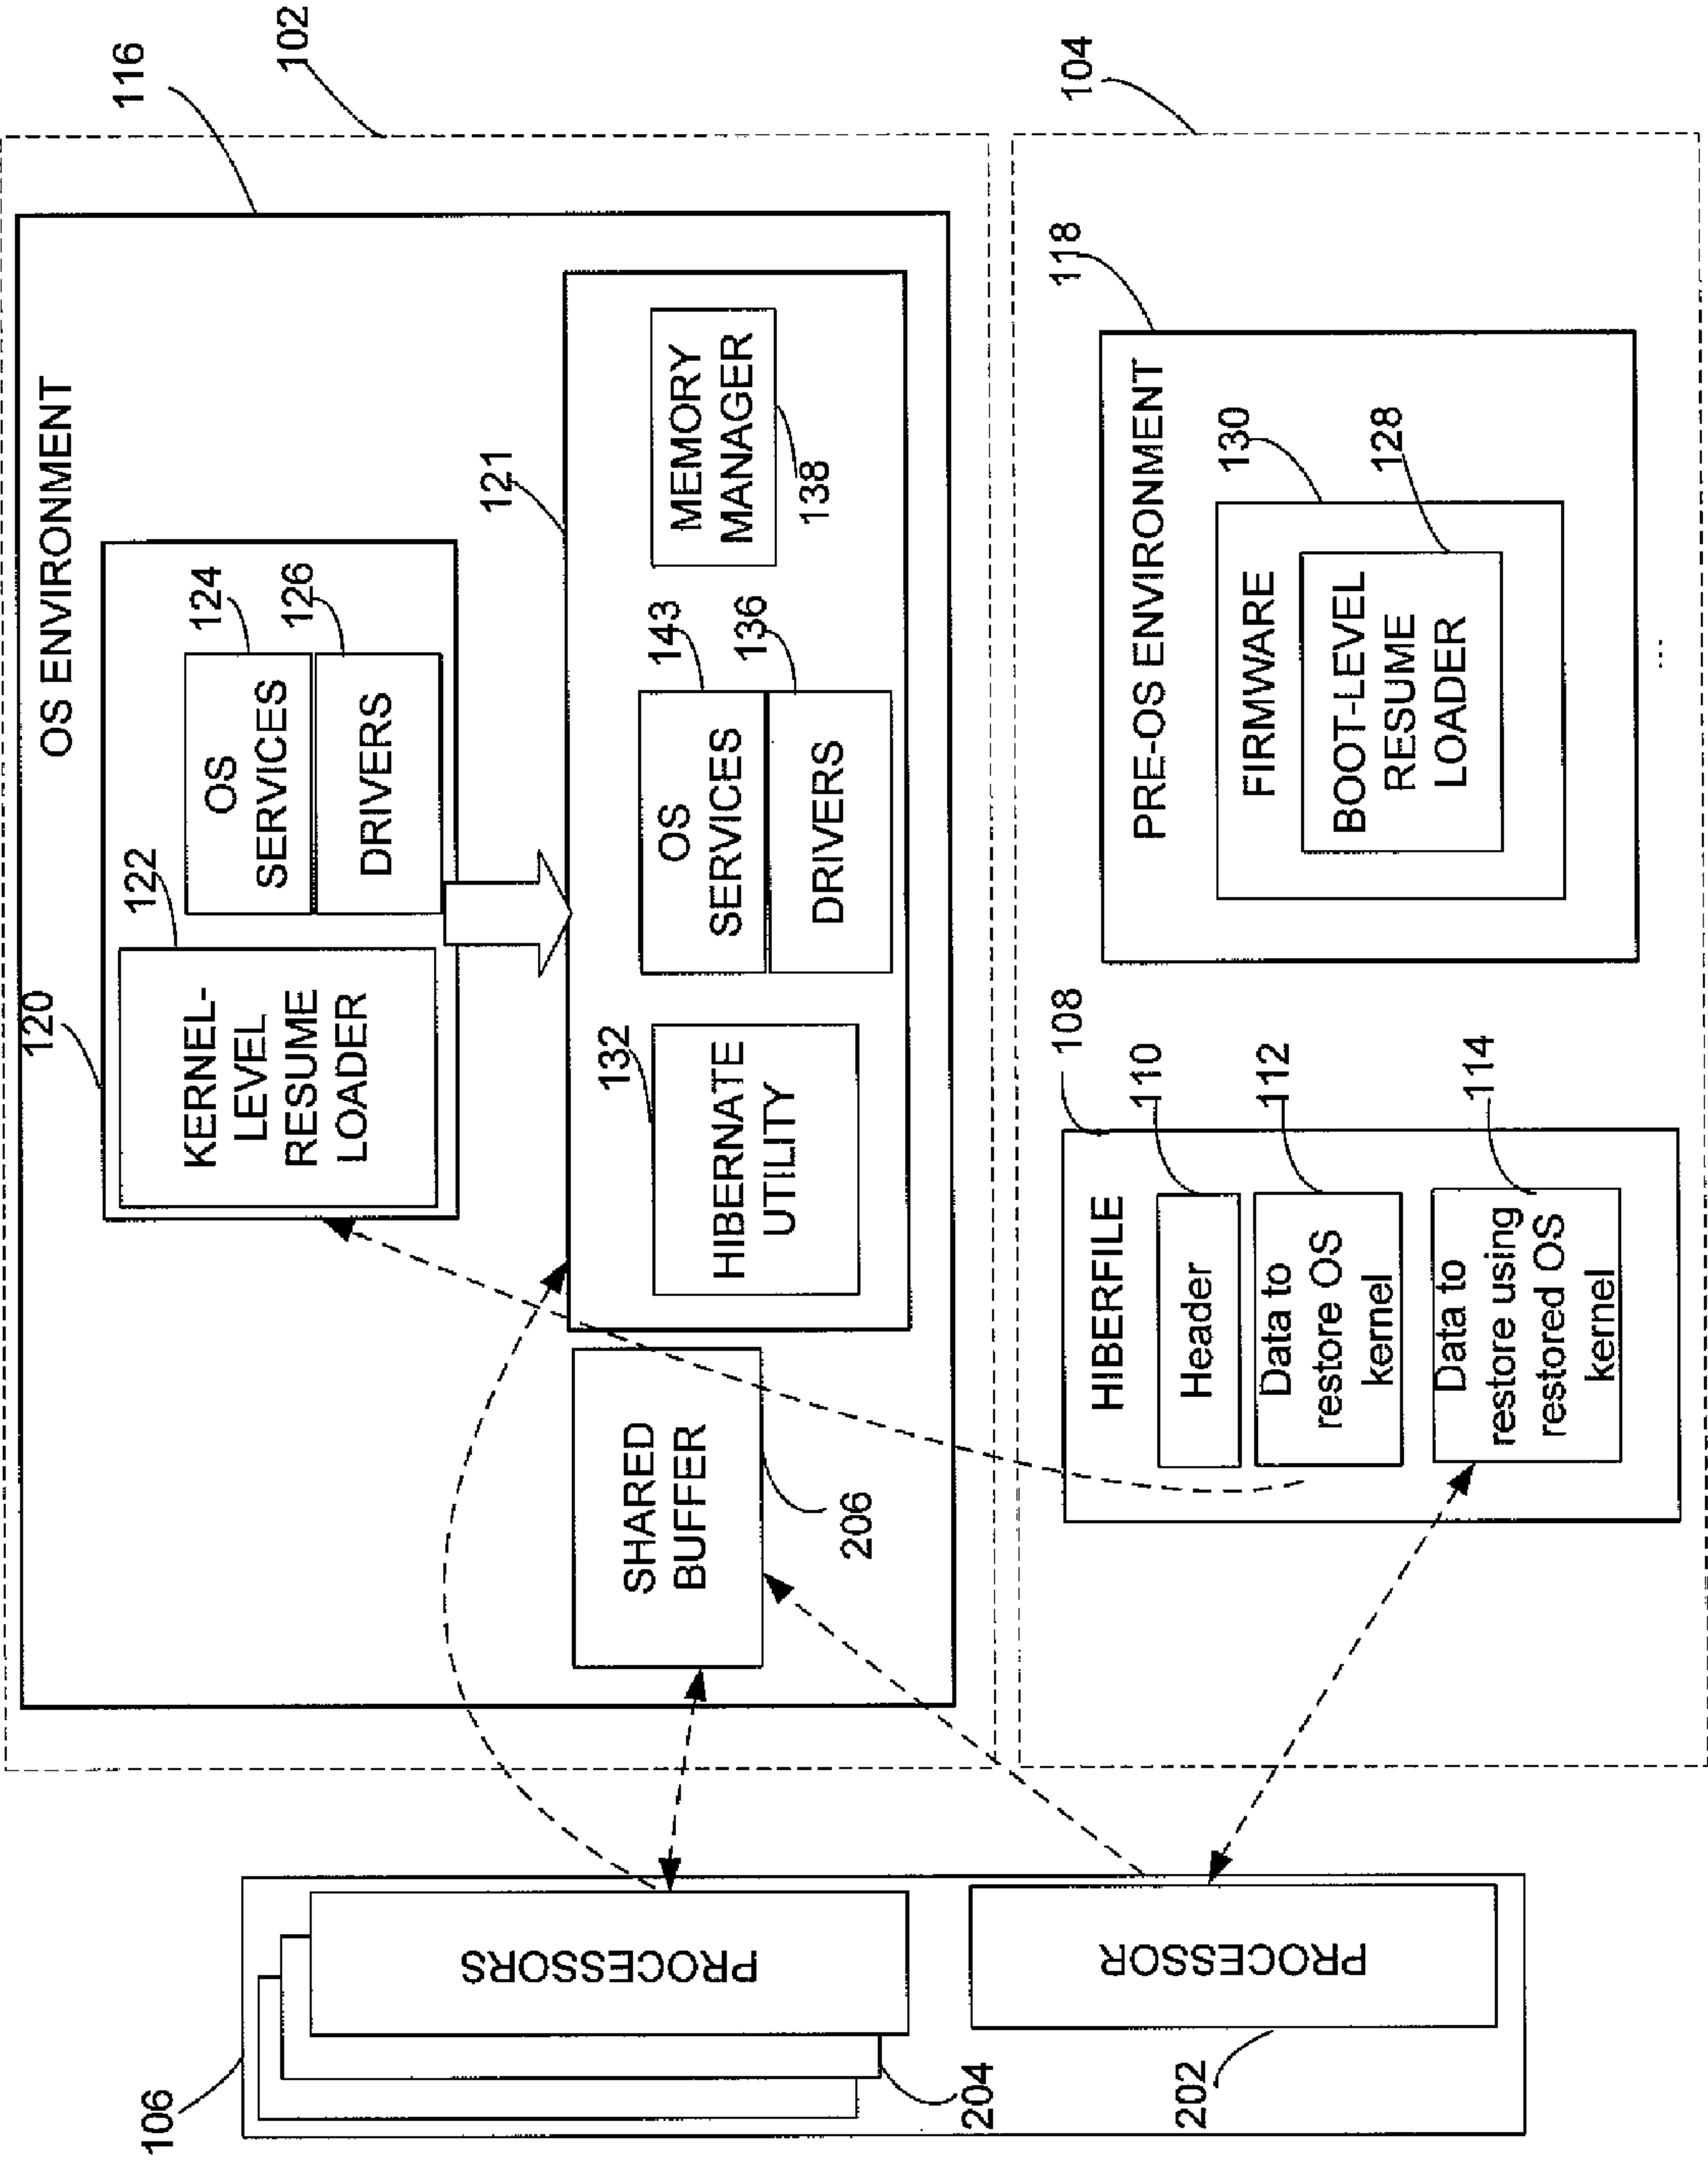 102
116
OS ENVIRONMENT
120
122
KERNEL-
LEVEL
RESUME
LOADER
124
OS
SERVICES
126
DRIVERS
121
132
HIBERNATE
UTILITY
143
OS
SERVICES
136
DRIVERS
MEMORY
MANAGER
138
SHARED
BUFFER
206
104
108
HIBERFILE
110
Header
112
Data to
restore OS
kernel
114
Data to
restore using
restored OS
kernel
118
PRE-OS ENVIRONMENT
130
FIRMWARE
128
BOOT-LEVEL
RESUME
LOADER
...
106
PROCESSORS
204
PROCESSOR
202